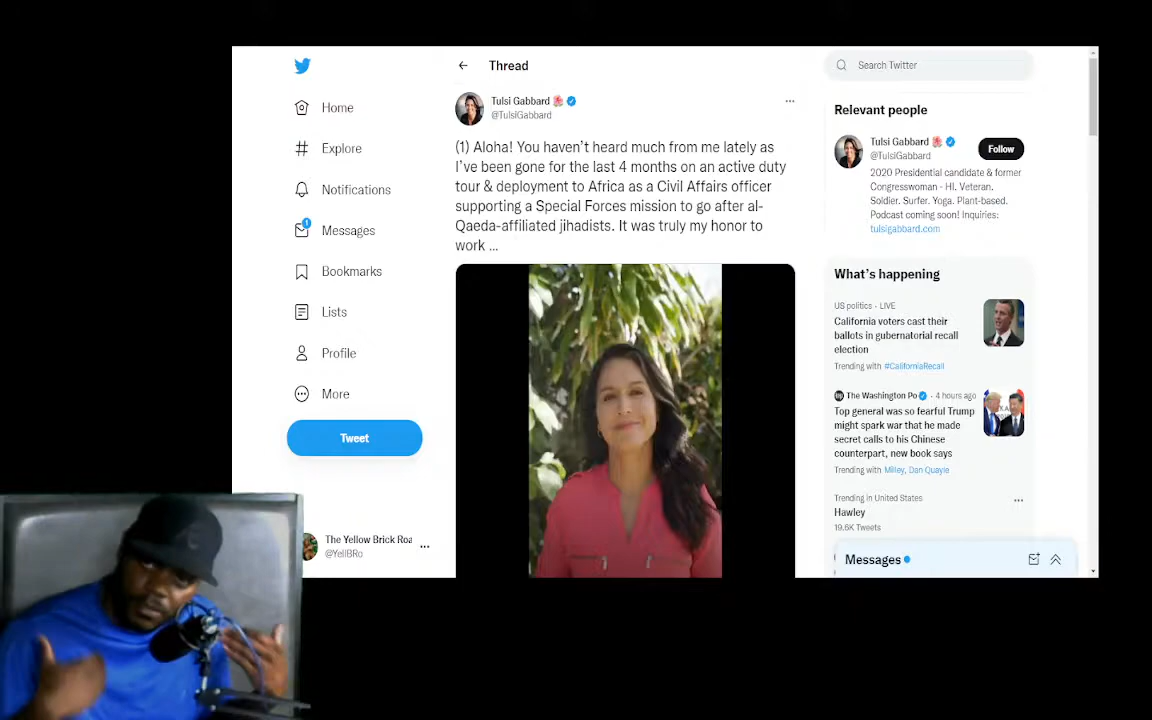 Thread
Search Twitter
Home
Explore
Notifications
1
Messages
Bookmarks
Lists
Profile
More
Tweet
The Yellow Brick Roa
@YellBRo
...
Tulsi Gabbard
@TulsiGabbard
(1) Aloha! You haven't heard much from me lately as
I've been gone for the last 4 months on an active duty
tour & deployment to Africa as a Civil Affairs officer
supporting a Special Forces mission to go after al-
Qaeda-affiliated jihadists. It was truly my honor to
work ...
Relevant people
Tulsi Gabbard
@TulsiGabbard
Follow
2020 Presidential candidate & former
Congresswoman - HI. Veteran.
Soldier. Surfer. Yoga. Plant-based.
Podcast coming soon! Inquiries:
tulsigabbard.com
What's happening
US politics · LIVE
California voters cast their
ballots in gubernatorial recall
election
Trending with #CaliforniaRecall
The Washington Po · 4 hours ago
Top general was so fearful Trump
might spark war that he made
secret calls to his Chinese
counterpart, new book says
Trending with Milley, Dan Quayle
Trending in United States
Hawley
19.6K Tweets
Messages